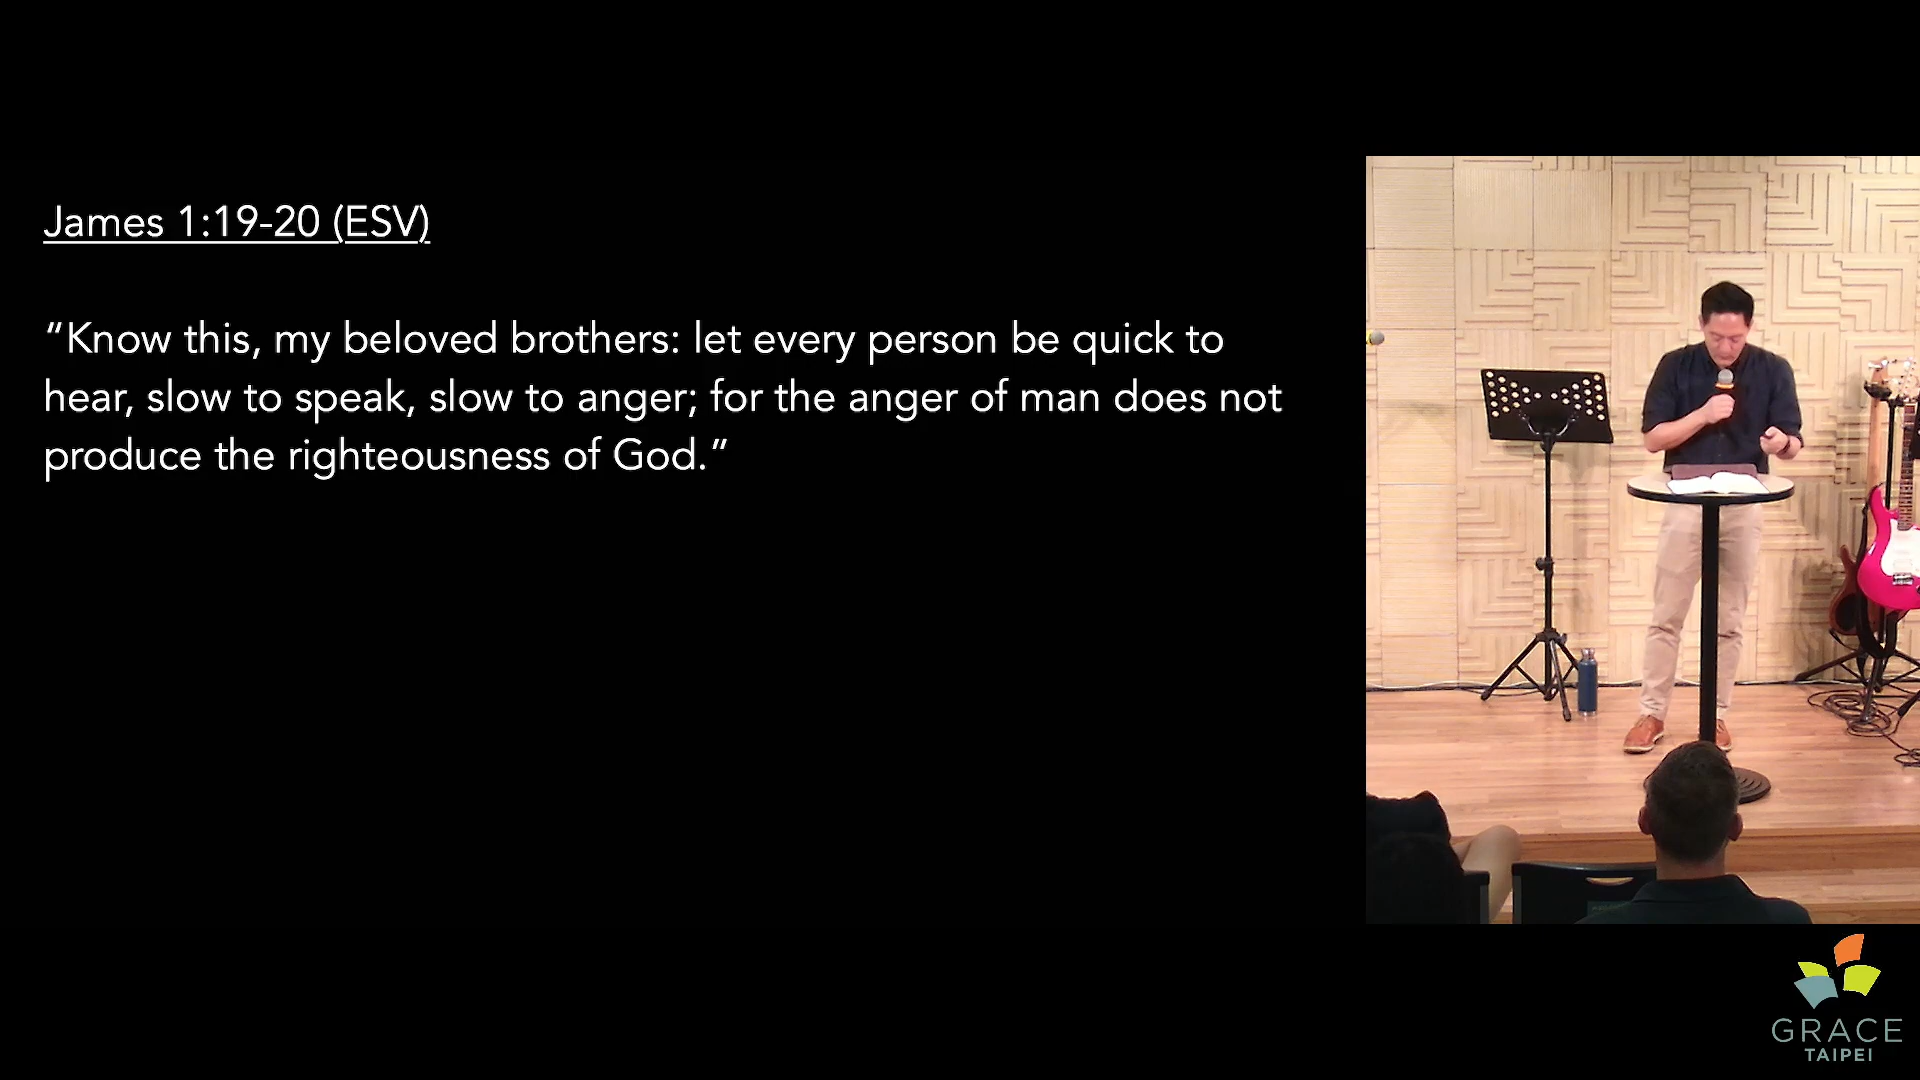 James 1:19-20 (ESV)
“Know this, my beloved brothers: let every person be quick to
hear, slow to speak, slow to anger; for the anger of man does not
produce the righteousness of God.”
GRACE
TAIPEI